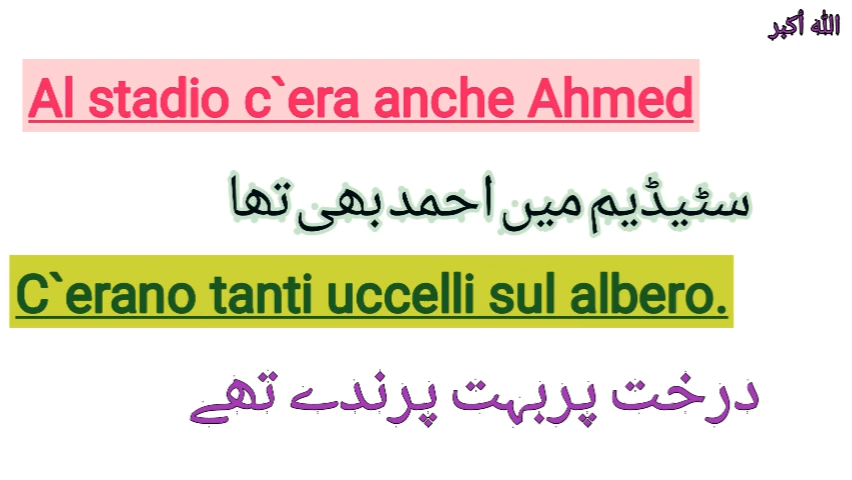 الله أكبر
Al stadio c`era anche Ahmed
سٹیڈیم میں احمد بھی تھا
C`erano tanti uccelli sul albero.
درخت پر بہت پرندے تھے